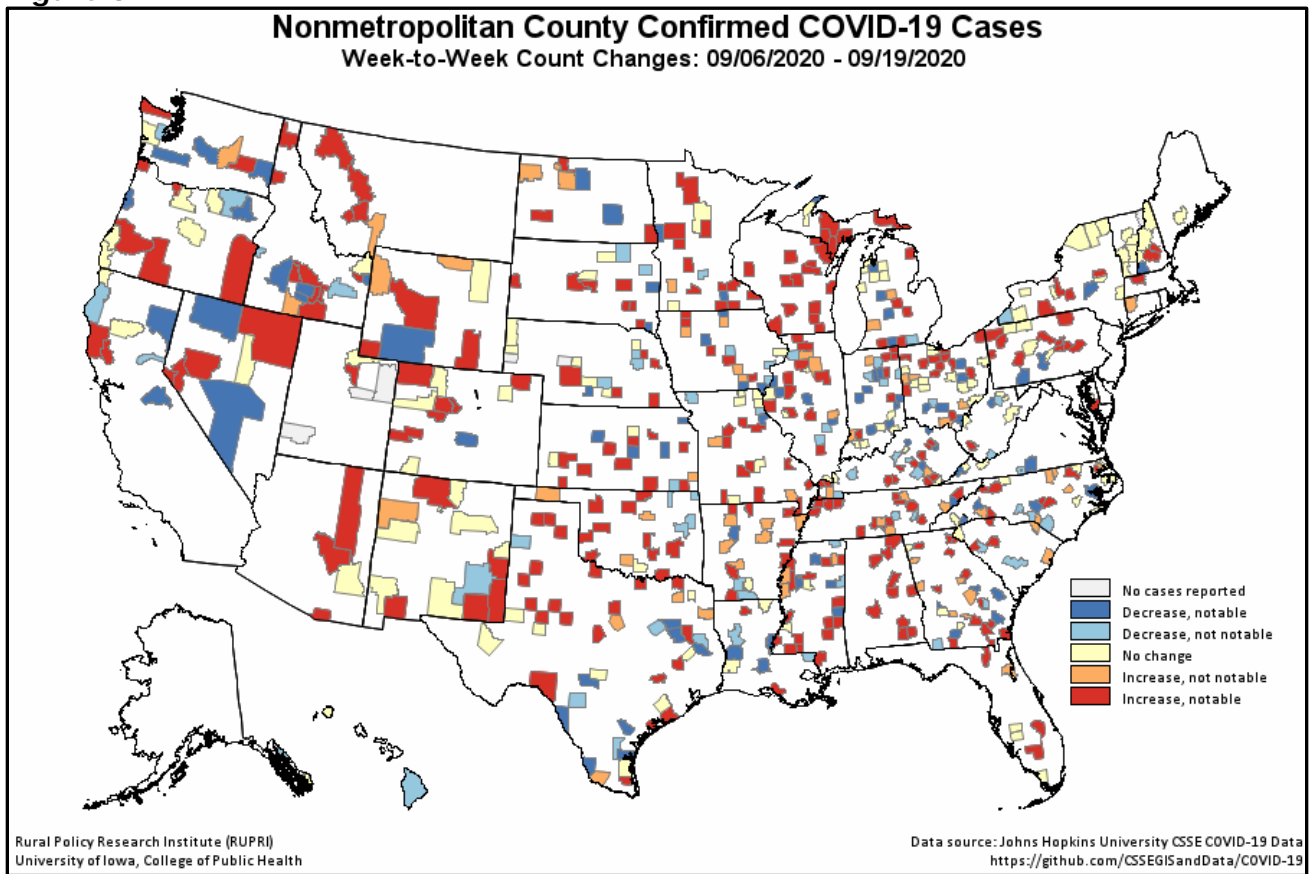 Nonmetropolitan County Confirmed COVID-19 Cases
Week-to-Week Count Changes: 09/06/2020 - 09/19/2020
No cases reported
Decrease, notable
Decrease, not notable
No change
Increase, not notable
Increase, notable
Rural Policy Research Institute (RUPRI)
University of Iowa, College of Public Health
Data source: Johns Hopkins University CSSE COVID-19 Data
https://github.com/CSSEGISandData/COVID-19